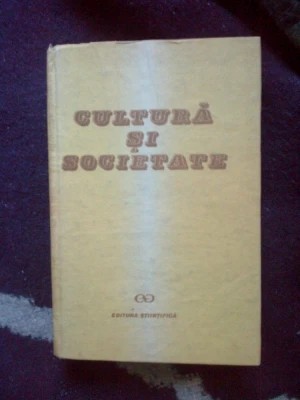 CULTURĂ
ȘI
SOCIETATE
EDITURA ȘTIINȚIFICĂ